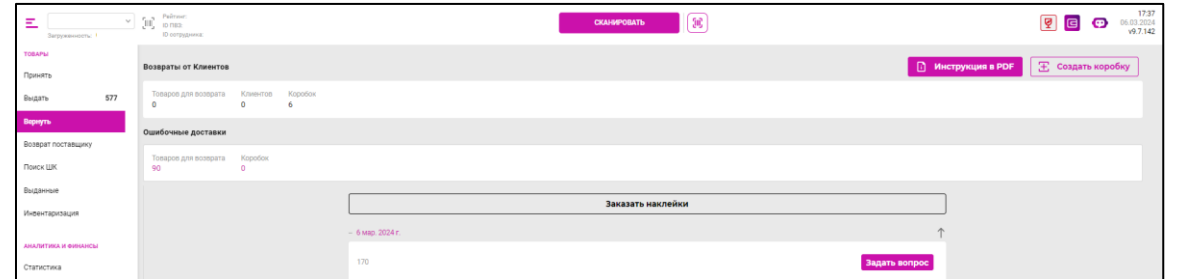 Загруженность: !
Рейтинг:
ID ПВЗ:
ID сотрудника:
СКАНИРОВАТЬ
17:37
06.03.2024
v9.7.142
ТОВАРЫ
Принять
Выдать 577
Вернуть
Возврат поставщику
Поиск ШК
Выданные
Инвентаризация
АНАЛИТИКА И ФИНАНСЫ
Статистика
Возвраты от Клиентов
Инструкция в PDF
Создать коробку
Товаров для возврата Клиентов Коробок
0 0 6
Ошибочные доставки
Товаров для возврата Коробок
90 0
Заказать наклейки
– 6 мар. 2024 г.
170
Задать вопрос